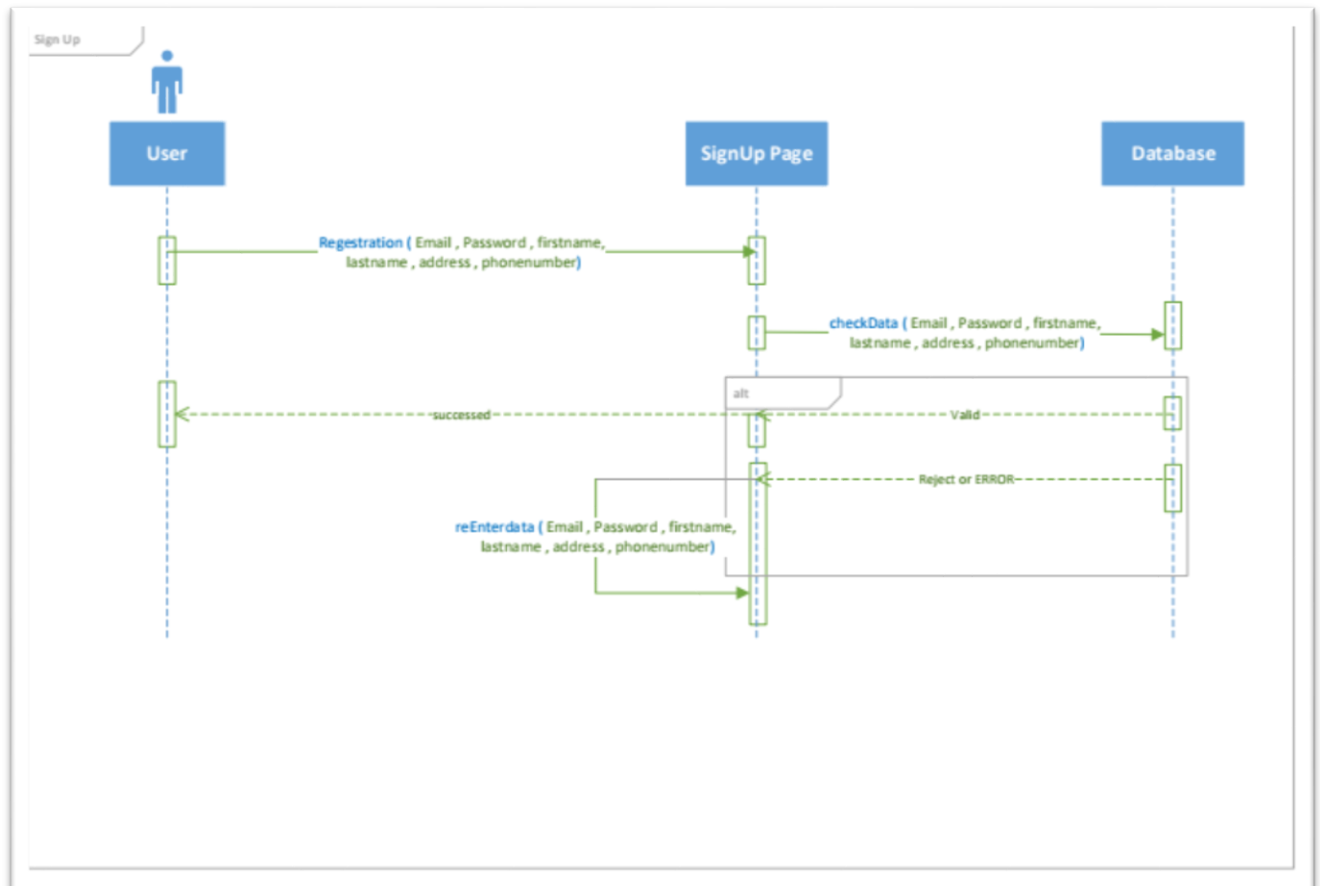 Sign Up
User
SignUp Page
Database
Regestration ( Email , Password , firstname,
lastname , address , phonenumber)
checkData ( Email , Password , firstname,
lastname , address , phonenumber)
alt
successed
Valid
Reject or ERROR
reEnterdata ( Email , Password , firstname,
lastname , address , phonenumber)